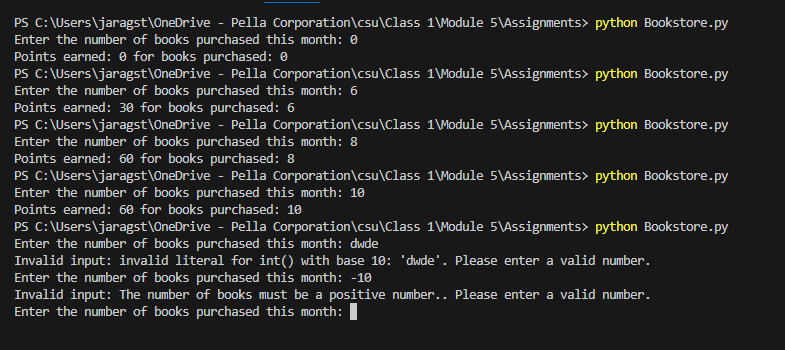 PS C:\Users\jaragst\OneDrive - Pella Corporation\csu\Class 1\Module 5\Assignments> python Bookstore.py
Enter the number of books purchased this month: 0
Points earned: 0 for books purchased: 0
PS C:\Users\jaragst\OneDrive - Pella Corporation\csu\Class 1\Module 5\Assignments> python Bookstore.py
Enter the number of books purchased this month: 6
Points earned: 30 for books purchased: 6
PS C:\Users\jaragst\OneDrive - Pella Corporation\csu\Class 1\Module 5\Assignments> python Bookstore.py
Enter the number of books purchased this month: 8
Points earned: 60 for books purchased: 8
PS C:\Users\jaragst\OneDrive - Pella Corporation\csu\Class 1\Module 5\Assignments> python Bookstore.py
Enter the number of books purchased this month: 10
Points earned: 60 for books purchased: 10
PS C:\Users\jaragst\OneDrive - Pella Corporation\csu\Class 1\Module 5\Assignments> python Bookstore.py
Enter the number of books purchased this month: dwde
Invalid input: invalid literal for int() with base 10: 'dwde'. Please enter a valid number.
Enter the number of books purchased this month: -10
Invalid input: The number of books must be a positive number.. Please enter a valid number.
Enter the number of books purchased this month: